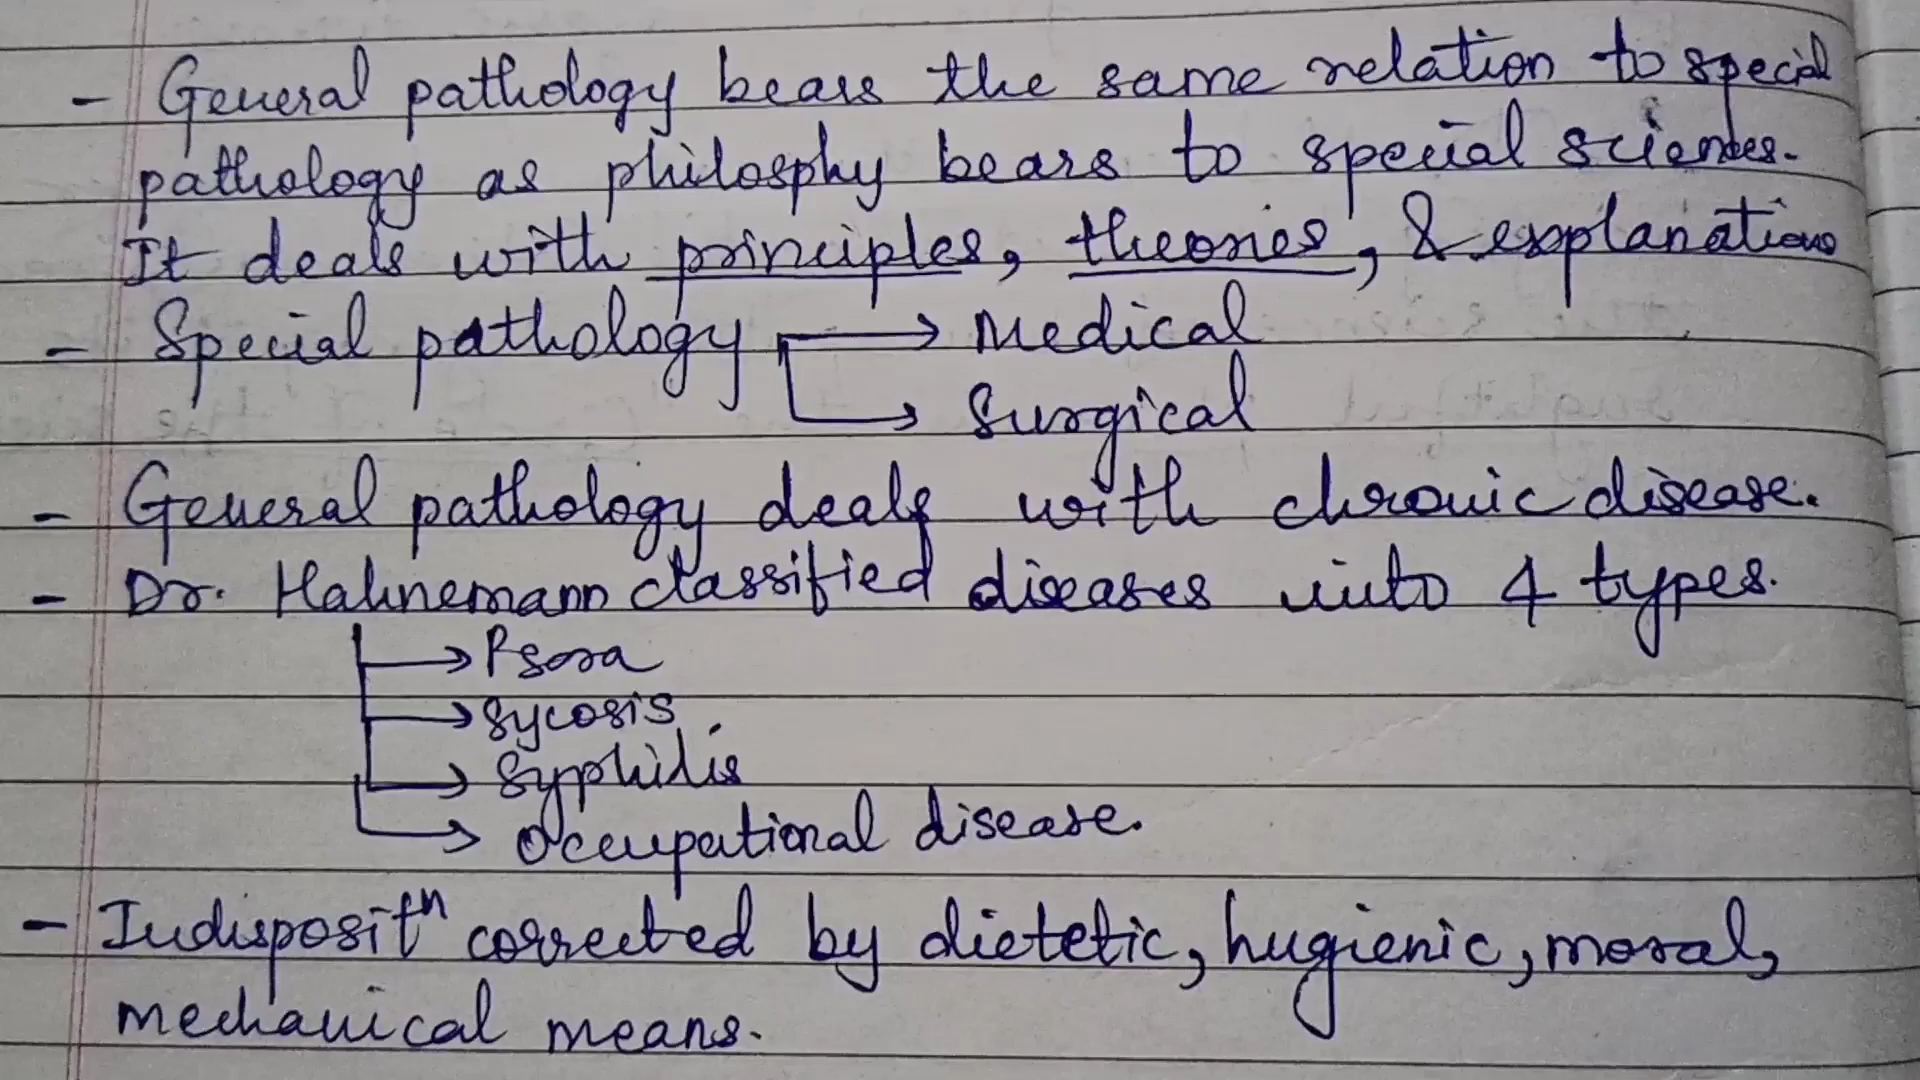 - General pathology bears the same relation to special
pathology as philosphy bears to special sciences.
It deals with principles, theories, & explanations
- Special pathology → Medical
→ Surgical
- General pathology deals with chronic disease.
- Dr. Hahnemann classified diseases into 4 types.
→ Psora
→ Sycosis
→ Syphilis
→ Occupational disease.
- Indispositⁿ corrected by dietetic, hugienic, moral,
mechanical means.